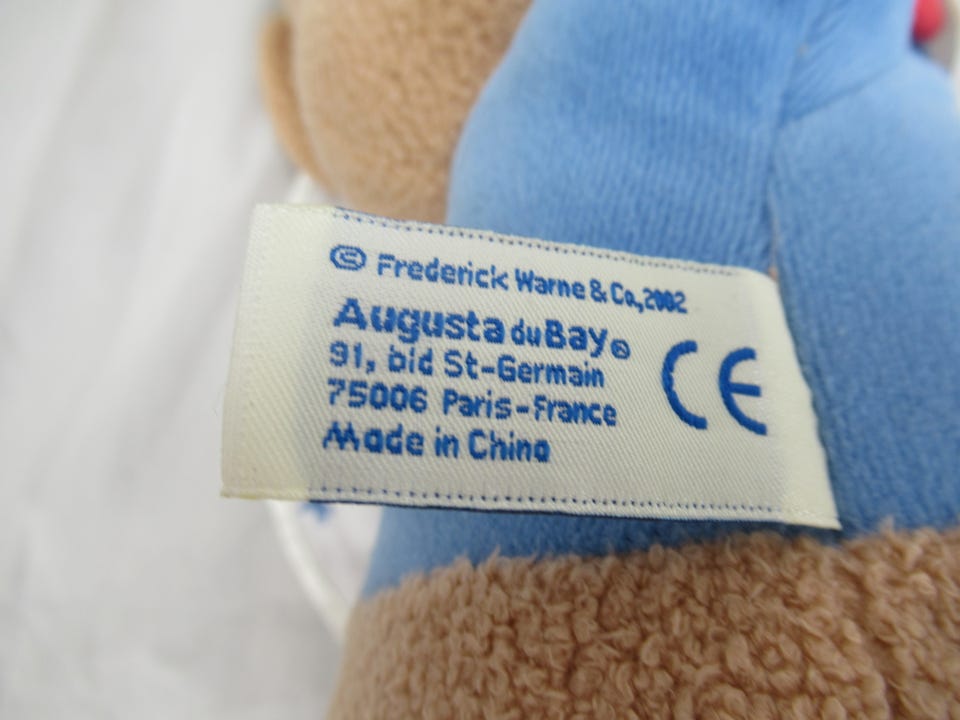 © Frederick Warne & Co., 2002
Augusta du Bay®
91, bld St-Germain
75006 Paris-France
Made in China
CE